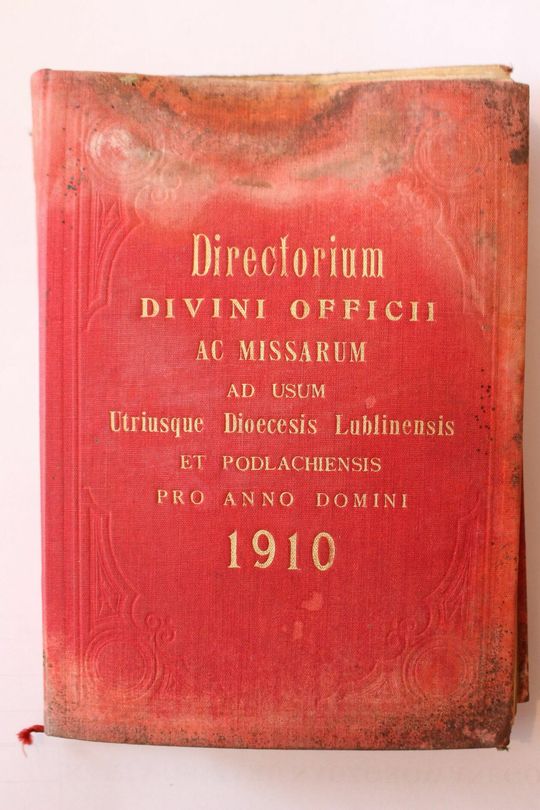 Directorium
DIVINI OFFICII
AC MISSARUM
AD USUM
Utriusque Dioecesis Lublinensis
ET PODLACHIENSIS
PRO ANNO DOMINI
1910